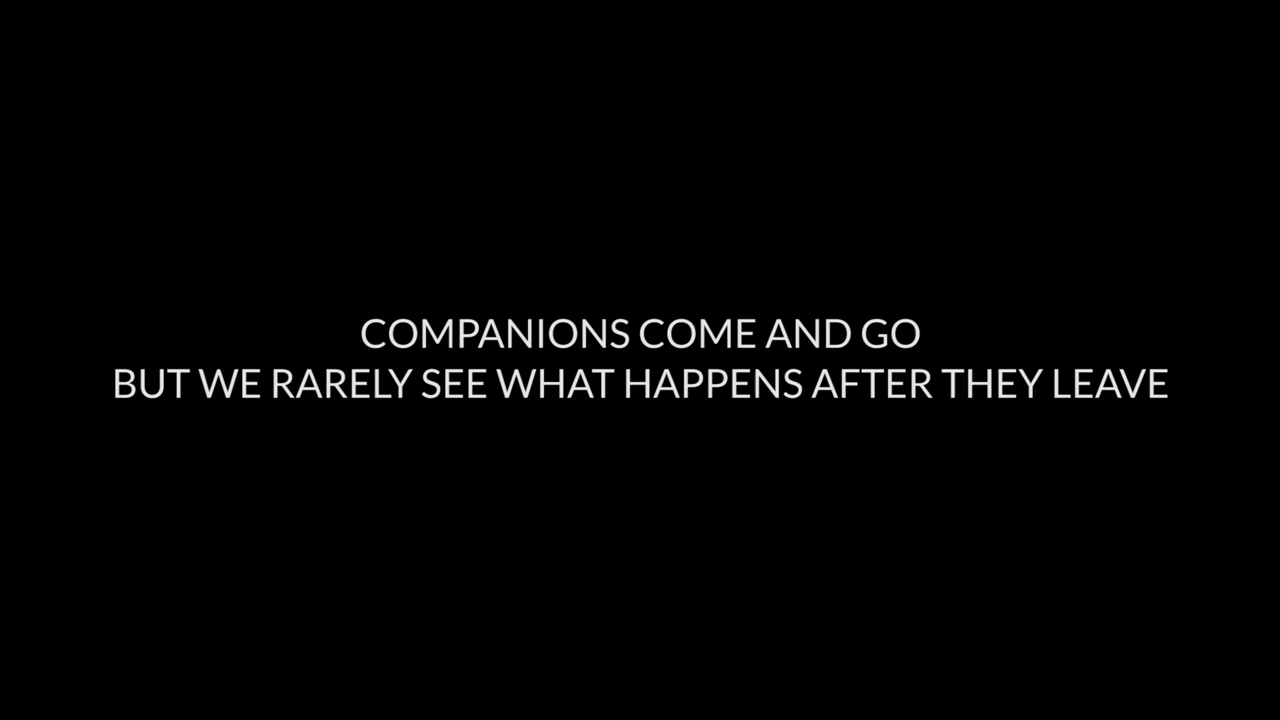 COMPANIONS COME AND GO
BUT WE RARELY SEE WHAT HAPPENS AFTER THEY LEAVE